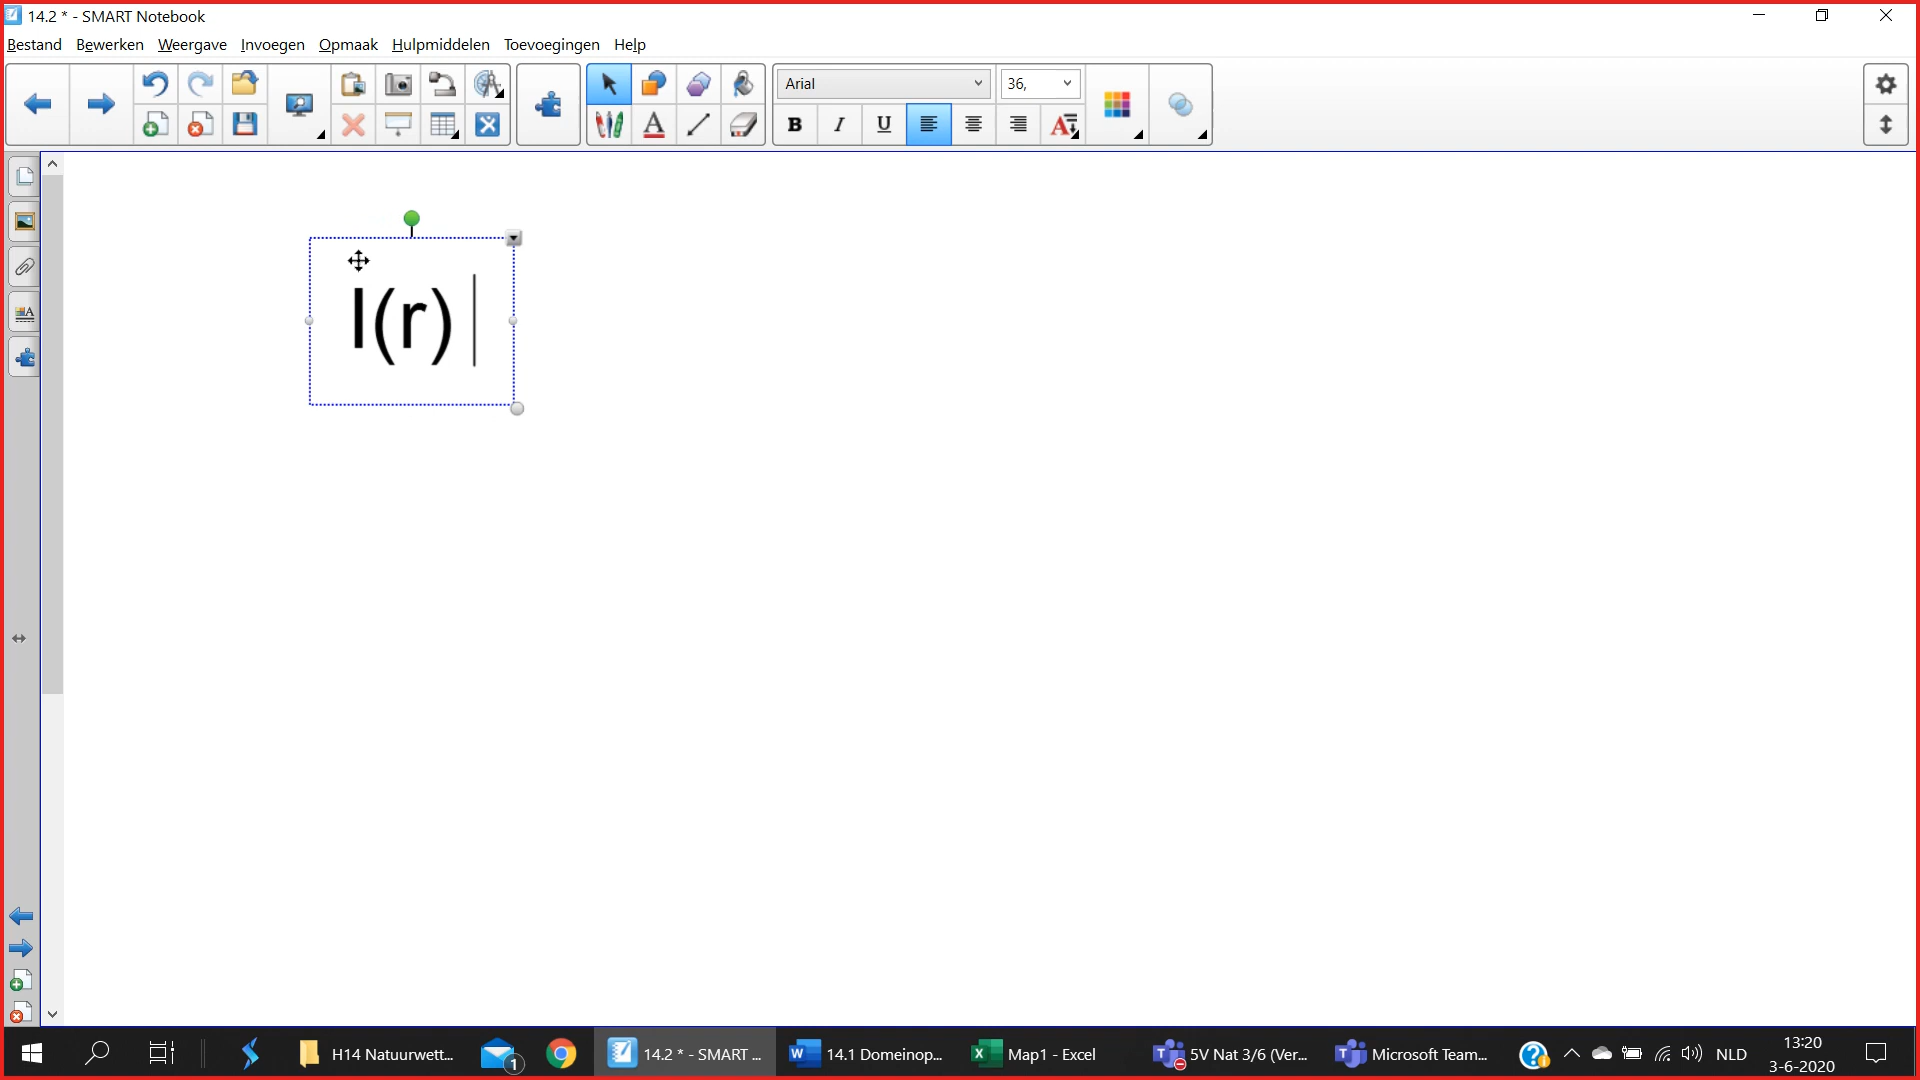 14.2 * - SMART Notebook
Bestand Bewerken Weergave Invoegen Opmaak Hulpmiddelen Toevoegingen Help
Arial 36,
B I U A
I(r)
H14 Natuurwett... 1 14.2 * - SMART ... 14.1 Domeinop... Map1 - Excel 5V Nat 3/6 (Ver... Microsoft Team... NLD 13:20
3-6-2020